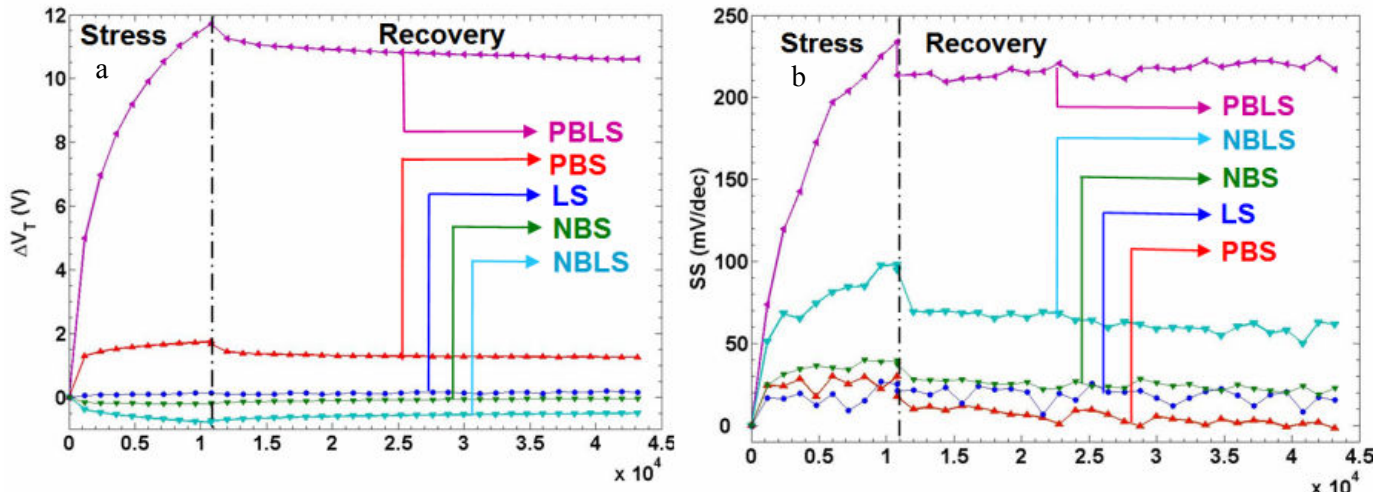 12
10
8
6
4
2
0
ΔV_T (V)
Stress
a
Recovery
PBLS
PBS
LS
NBS
NBLS
0 0.5 1 1.5 2 2.5 3 3.5 4 4.5
x 10^4
250
200
150
100
50
0
SS (mV/dec)
Stress
b
Recovery
PBLS
NBLS
NBS
LS
PBS
0 0.5 1 1.5 2 2.5 3 3.5 4 4.5
x 10^4